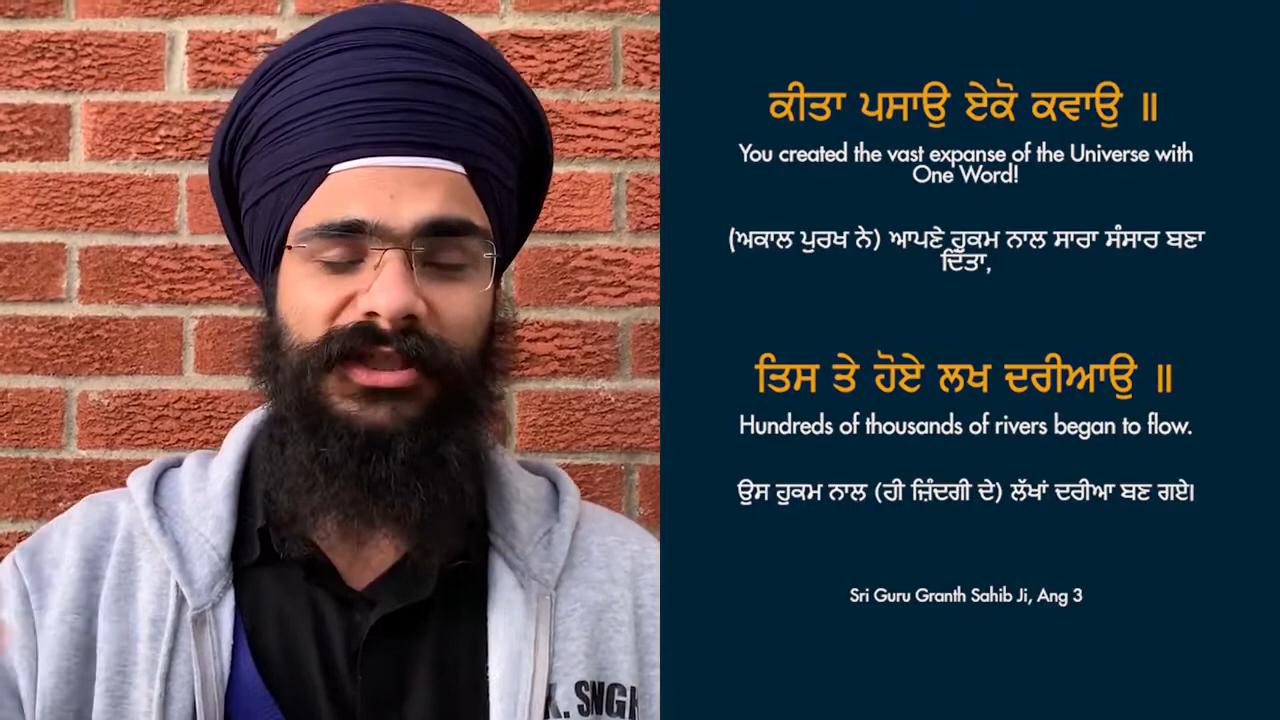 ਕੀਤਾ ਪਸਾਉ ਏਕੋ ਕਵਾਉ ॥
You created the vast expanse of the Universe with
One Word!
(ਅਕਾਲ ਪੁਰਖ ਨੇ) ਆਪਣੇ ਹੁਕਮ ਨਾਲ ਸਾਰਾ ਸੰਸਾਰ ਬਣਾ
ਦਿੱਤਾ,
ਤਿਸ ਤੇ ਹੋਏ ਲਖ ਦਰੀਆਉ ॥
Hundreds of thousands of rivers began to flow.
ਉਸ ਹੁਕਮ ਨਾਲ (ਹੀ ਜ਼ਿੰਦਗੀ ਦੇ) ਲੱਖਾਂ ਦਰੀਆ ਬਣ ਗਏ।
Sri Guru Granth Sahib Ji, Ang 3
K. SNGH